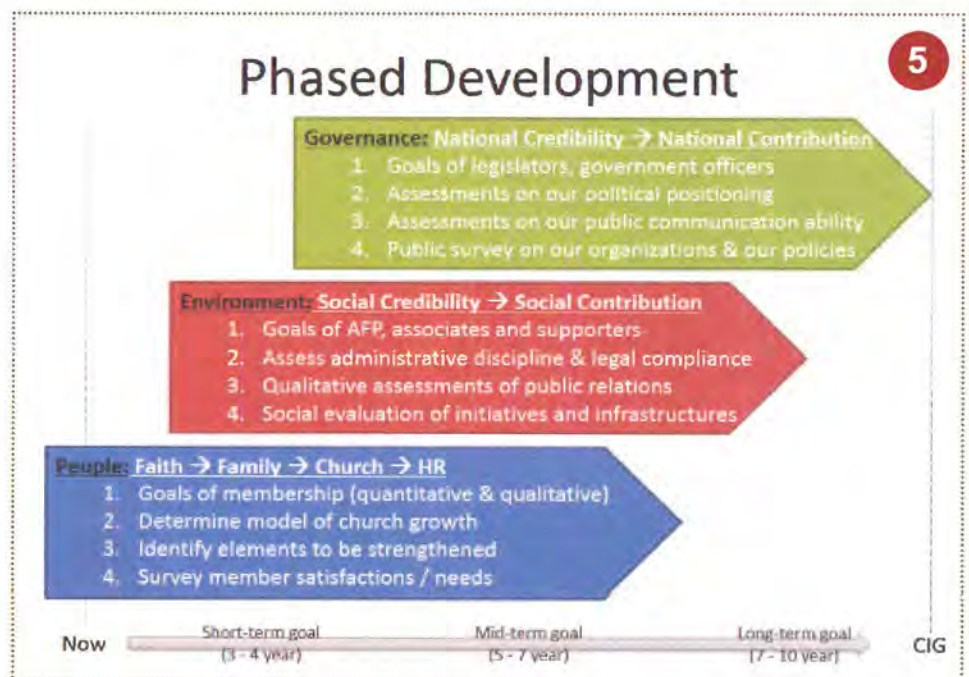 5
Phased Development
Governance: National Credibility → National Contribution
1. Goals of legislators, government officers
2. Assessments on our political positioning
3. Assessments on our public communication ability
4. Public survey on our organizations & our policies
Environment: Social Credibility → Social Contribution
1. Goals of AFP, associates and supporters
2. Assess administrative discipline & legal compliance
3. Qualitative assessments of public relations
4. Social evaluation of initiatives and infrastructures
People: Faith → Family → Church → HR
1. Goals of membership (quantitative & qualitative)
2. Determine model of church growth
3. Identify elements to be strengthened
4. Survey member satisfactions / needs
Now
Short-term goal
(3 - 4 year)
Mid-term goal
(5 - 7 year)
Long-term goal
(7 - 10 year)
CIG